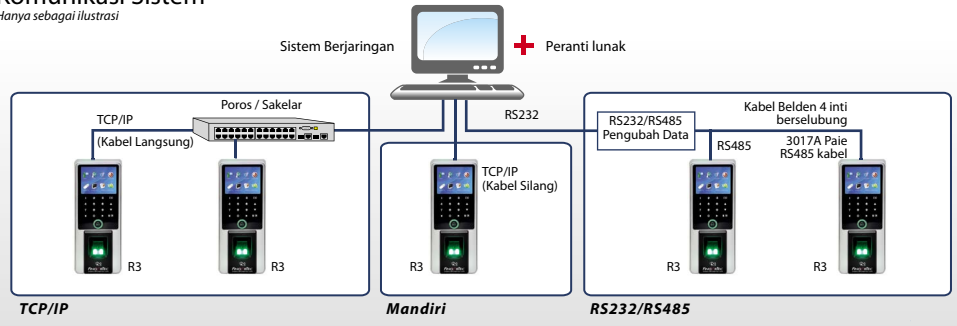 Komunikasi Sistem
Hanya sebagai ilustrasi
Sistem Berjaringan
Peranti lunak
TCP/IP
(Kabel Langsung)
Poros / Sakelar
RS232
RS232/RS485
Pengubah Data
Kabel Belden 4 inti
berselubung
RS485
3017A Paie
RS485 kabel
TCP/IP
(Kabel Silang)
R3
R3
R3
R3
R3
TCP/IP
Mandiri
RS232/RS485